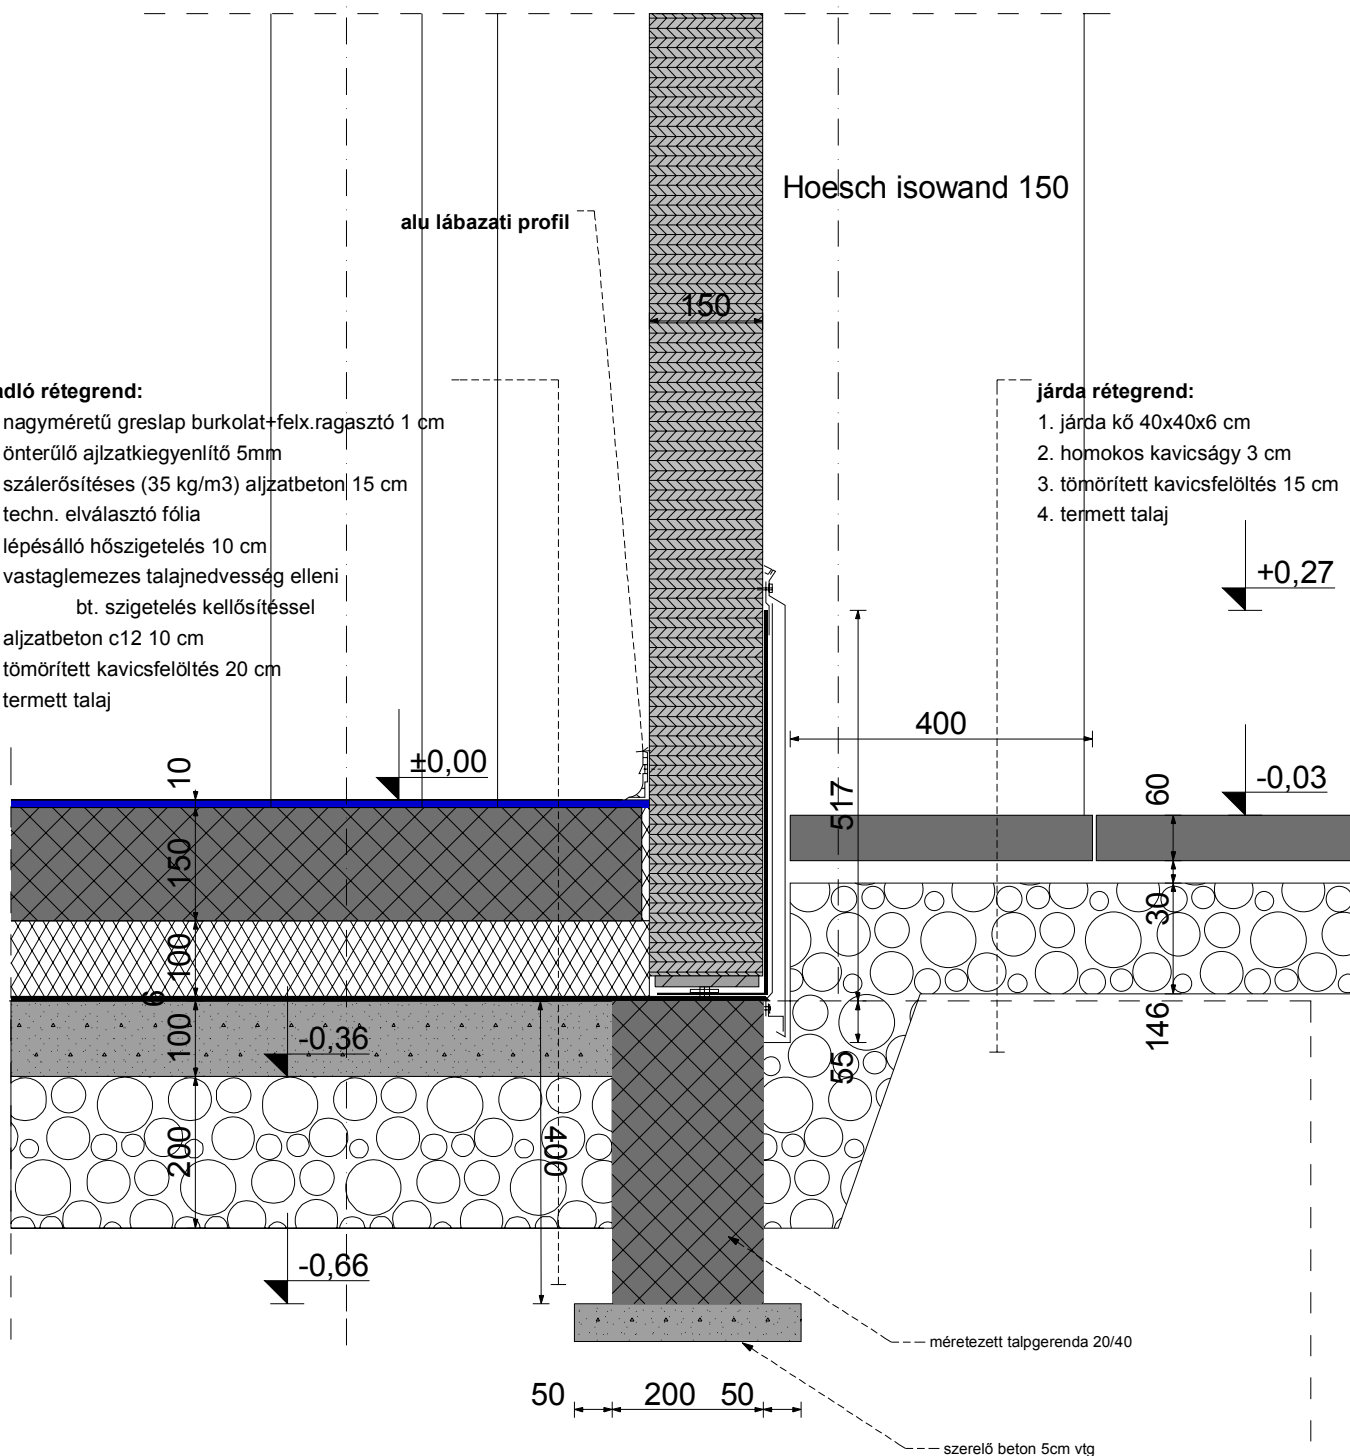 Hoesch isowand 150
alu lábazati profil
150
adló rétegrend:
nagyméretű greslap burkolat+felx.ragasztó 1 cm
önterűlő ajlzatkiegyenlítő 5mm
szálerősítéses (35 kg/m3) aljzatbeton 15 cm
techn. elválasztó fólia
lépésálló hőszigetelés 10 cm
vastaglemezes talajnedvesség elleni
bt. szigetelés kellősítéssel
aljzatbeton c12 10 cm
tömörített kavicsfelöltés 20 cm
termett talaj
járda rétegrend:
1. járda kő 40x40x6 cm
2. homokos kavicságy 3 cm
3. tömörített kavicsfelöltés 15 cm
4. termett talaj
+0,27
400
±0,00
-0,03
10
517
60
150
30
100
6
146
100
-0,36
55
200
400
-0,66
méretezett talpgerenda 20/40
50 200 50
szerelő beton 5cm vtg